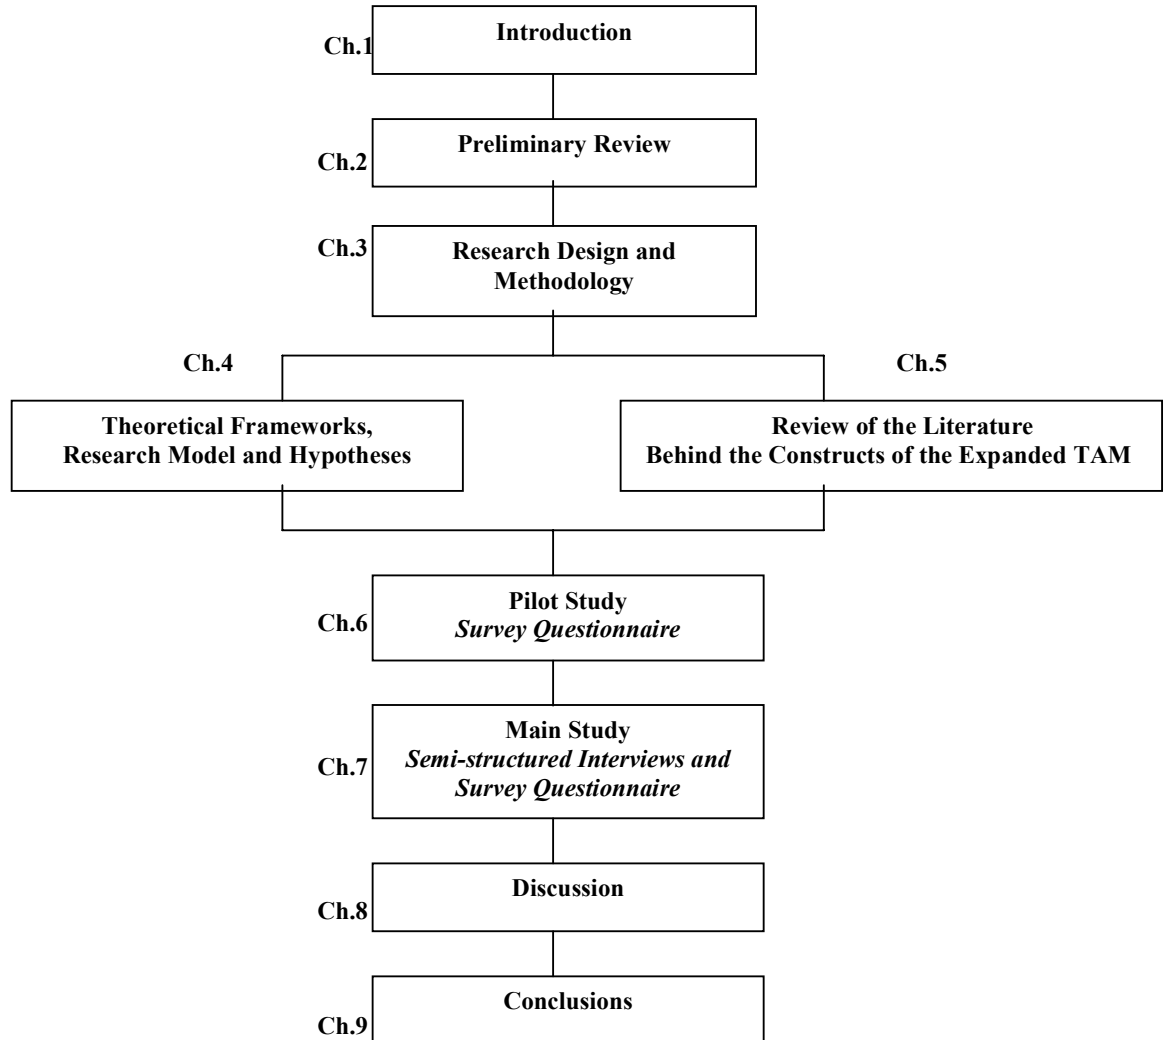 Ch.1
Introduction
Ch.2
Preliminary Review
Ch.3
Research Design and
Methodology
Ch.4
Theoretical Frameworks,
Research Model and Hypotheses
Ch.5
Review of the Literature
Behind the Constructs of the Expanded TAM
Ch.6
Pilot Study
Survey Questionnaire
Ch.7
Main Study
Semi-structured Interviews and
Survey Questionnaire
Ch.8
Discussion
Ch.9
Conclusions